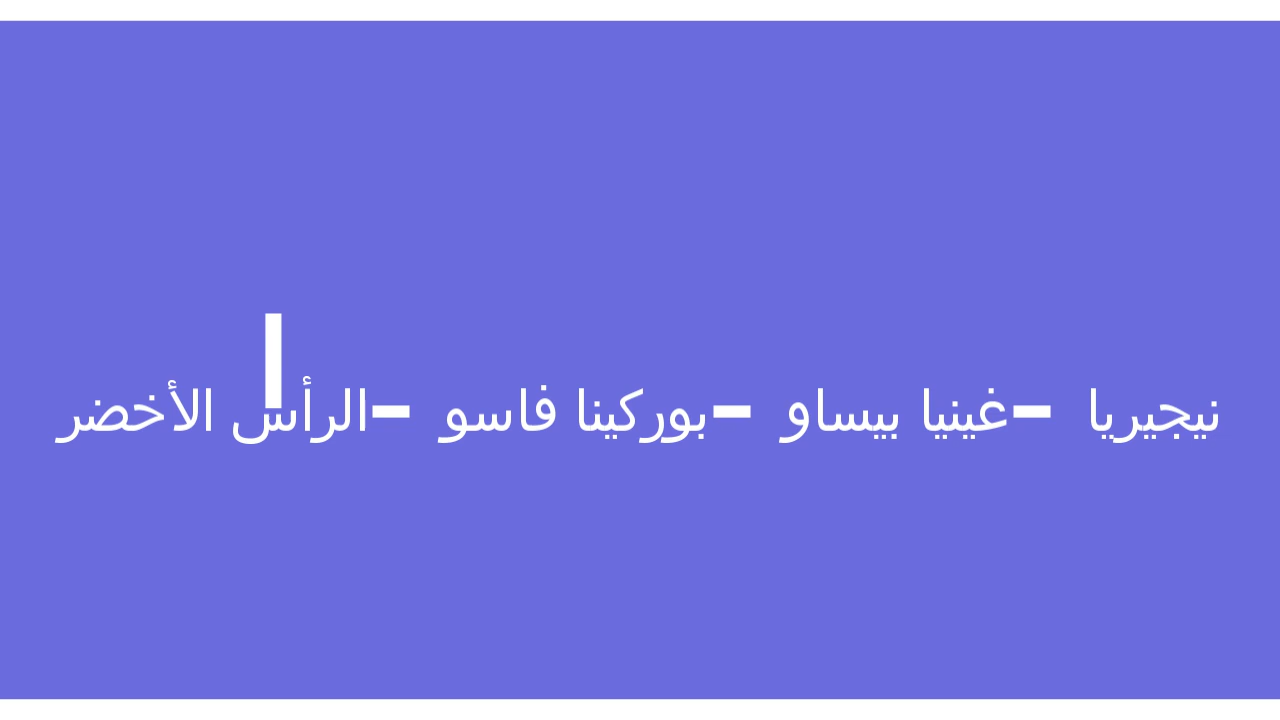 ا
نيجيريا – غينيا بيساو – بوركينا فاسو – الرأس الأخضر